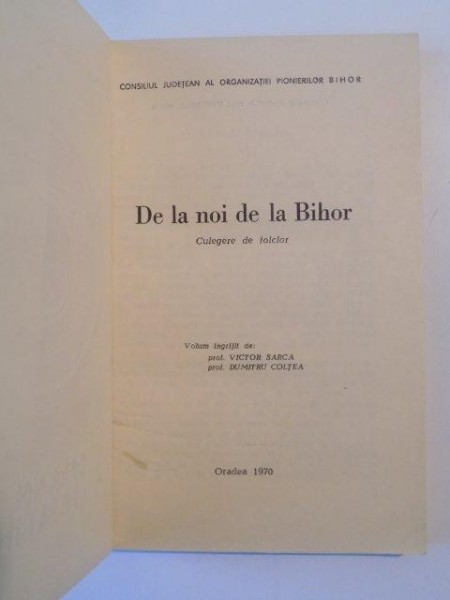 CONSILIUL JUDEȚEAN AL ORGANIZAȚIEI PIONIERILOR BIHOR
De la noi de la Bihor
Culegere de folclor
Volum îngrijit de:
prof. VICTOR SARCA
prof. DUMITRU COLȚEA
Oradea 1970